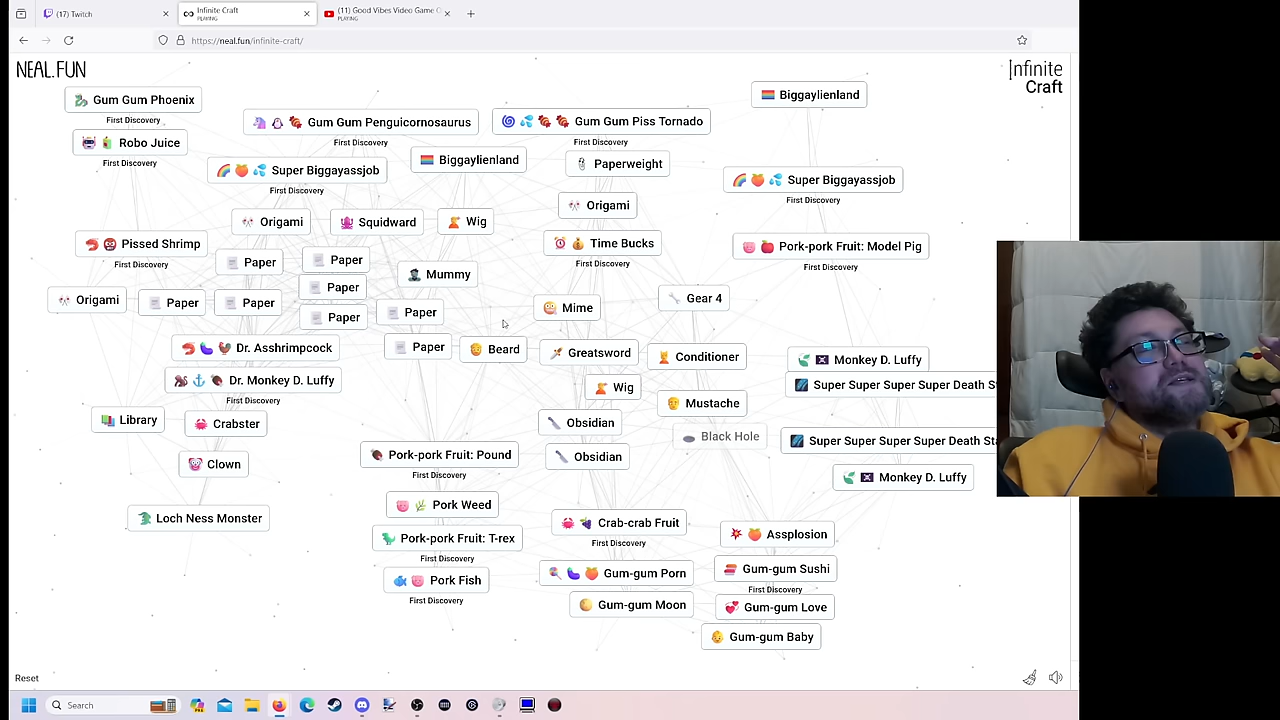 (17) Twitch
Infinite Craft
PLAYING
(11) Good Vibes Video Game
PLAYING
https://neal.fun/infinite-craft/
NEAL.FUN
Infinite
Craft
Gum Gum Phoenix
First Discovery
Robo Juice
First Discovery
Gum Gum Penguicornosaurus
First Discovery
Gum Gum Piss Tornado
First Discovery
Biggaylienland
Super Biggayassjob
First Discovery
Biggaylienland
Paperweight
Super Biggayassjob
First Discovery
Origami
Squidward
Wig
Origami
Pissed Shrimp
First Discovery
Paper
Paper
Time Bucks
First Discovery
Pork-pork Fruit: Model Pig
First Discovery
Mummy
Paper
Origami
Paper
Paper
Paper
Paper
Mime
Gear 4
Dr. Asshrimpcock
Paper
Beard
Greatsword
Conditioner
Monkey D. Luffy
Dr. Monkey D. Luffy
First Discovery
Wig
Super Super Super Super Death St
Mustache
Library
Crabster
Obsidian
Black Hole
Super Super Super Super Death Sta
Clown
Pork-pork Fruit: Pound
First Discovery
Obsidian
Monkey D. Luffy
Loch Ness Monster
Pork Weed
Crab-crab Fruit
First Discovery
Assplosion
Pork-pork Fruit: T-rex
First Discovery
Gum-gum Porn
Gum-gum Sushi
First Discovery
Pork Fish
First Discovery
Gum-gum Moon
Gum-gum Love
Gum-gum Baby
Reset
Search